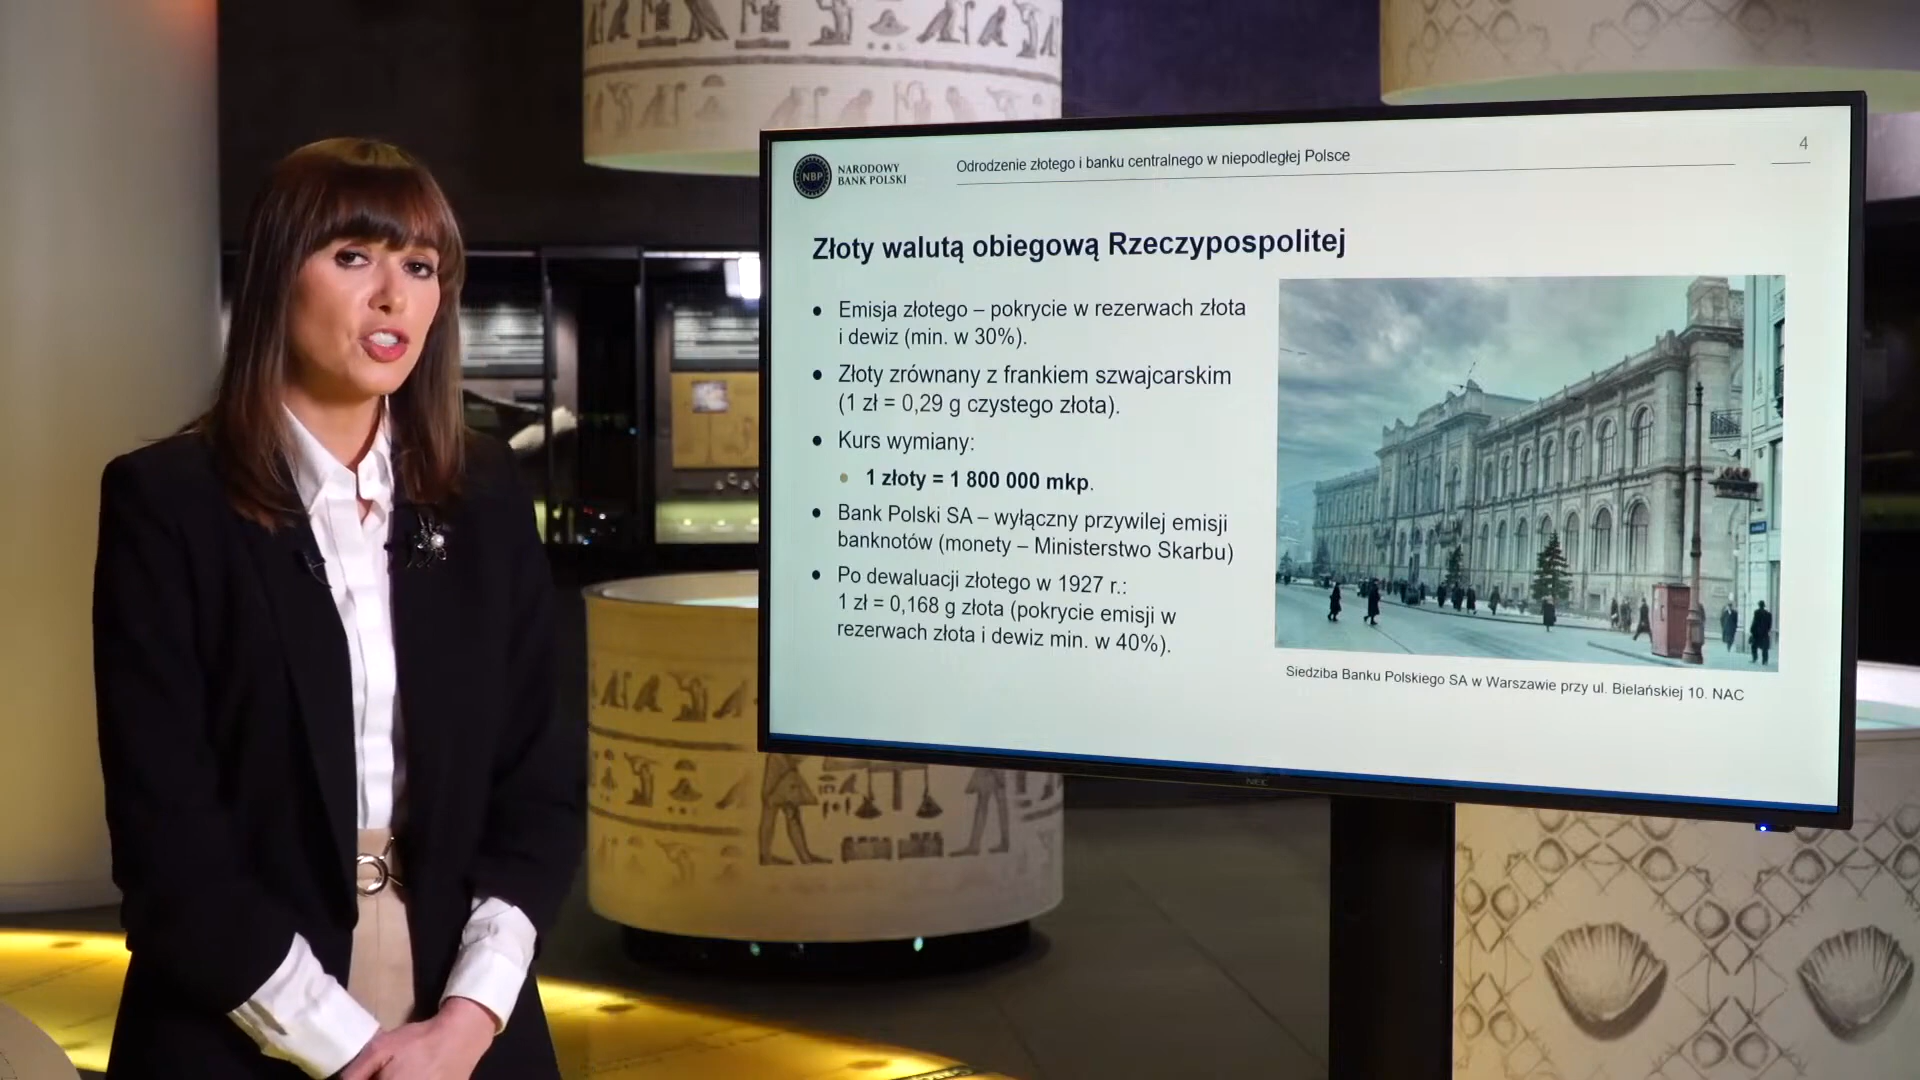 NBP
NARODOWY
BANK POLSKI
Odrodzenie złotego i banku centralnego w niepodległej Polsce
4
Złoty walutą obiegową Rzeczypospolitej
• Emisja złotego – pokrycie w rezerwach złota
i dewiz (min. w 30%).
• Złoty zrównany z frankiem szwajcarskim
(1 zł = 0,29 g czystego złota).
• Kurs wymiany:
• 1 złoty = 1 800 000 mkp.
• Bank Polski SA – wyłączny przywilej emisji
banknotów (monety – Ministerstwo Skarbu)
• Po dewaluacji złotego w 1927 r.:
1 zł = 0,168 g złota (pokrycie emisji w
rezerwach złota i dewiz min. w 40%).
Siedziba Banku Polskiego SA w Warszawie przy ul. Bielańskiej 10. NAC
NEC